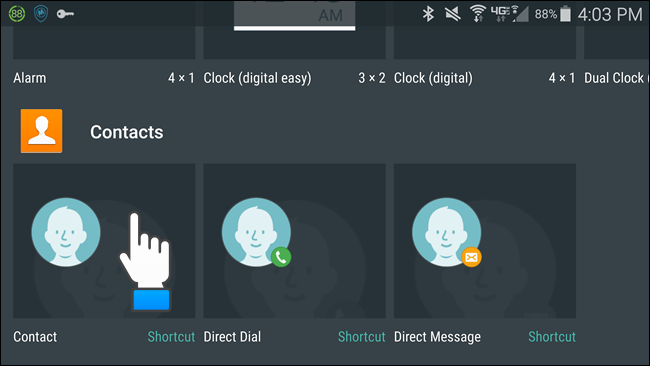 88 4G LTE 88% 4:03 PM
AM
Alarm 4 × 1 Clock (digital easy) 3 × 2 Clock (digital) 4 × 1 Dual Clock (
Contacts
Contact Shortcut Direct Dial Shortcut Direct Message Shortcut